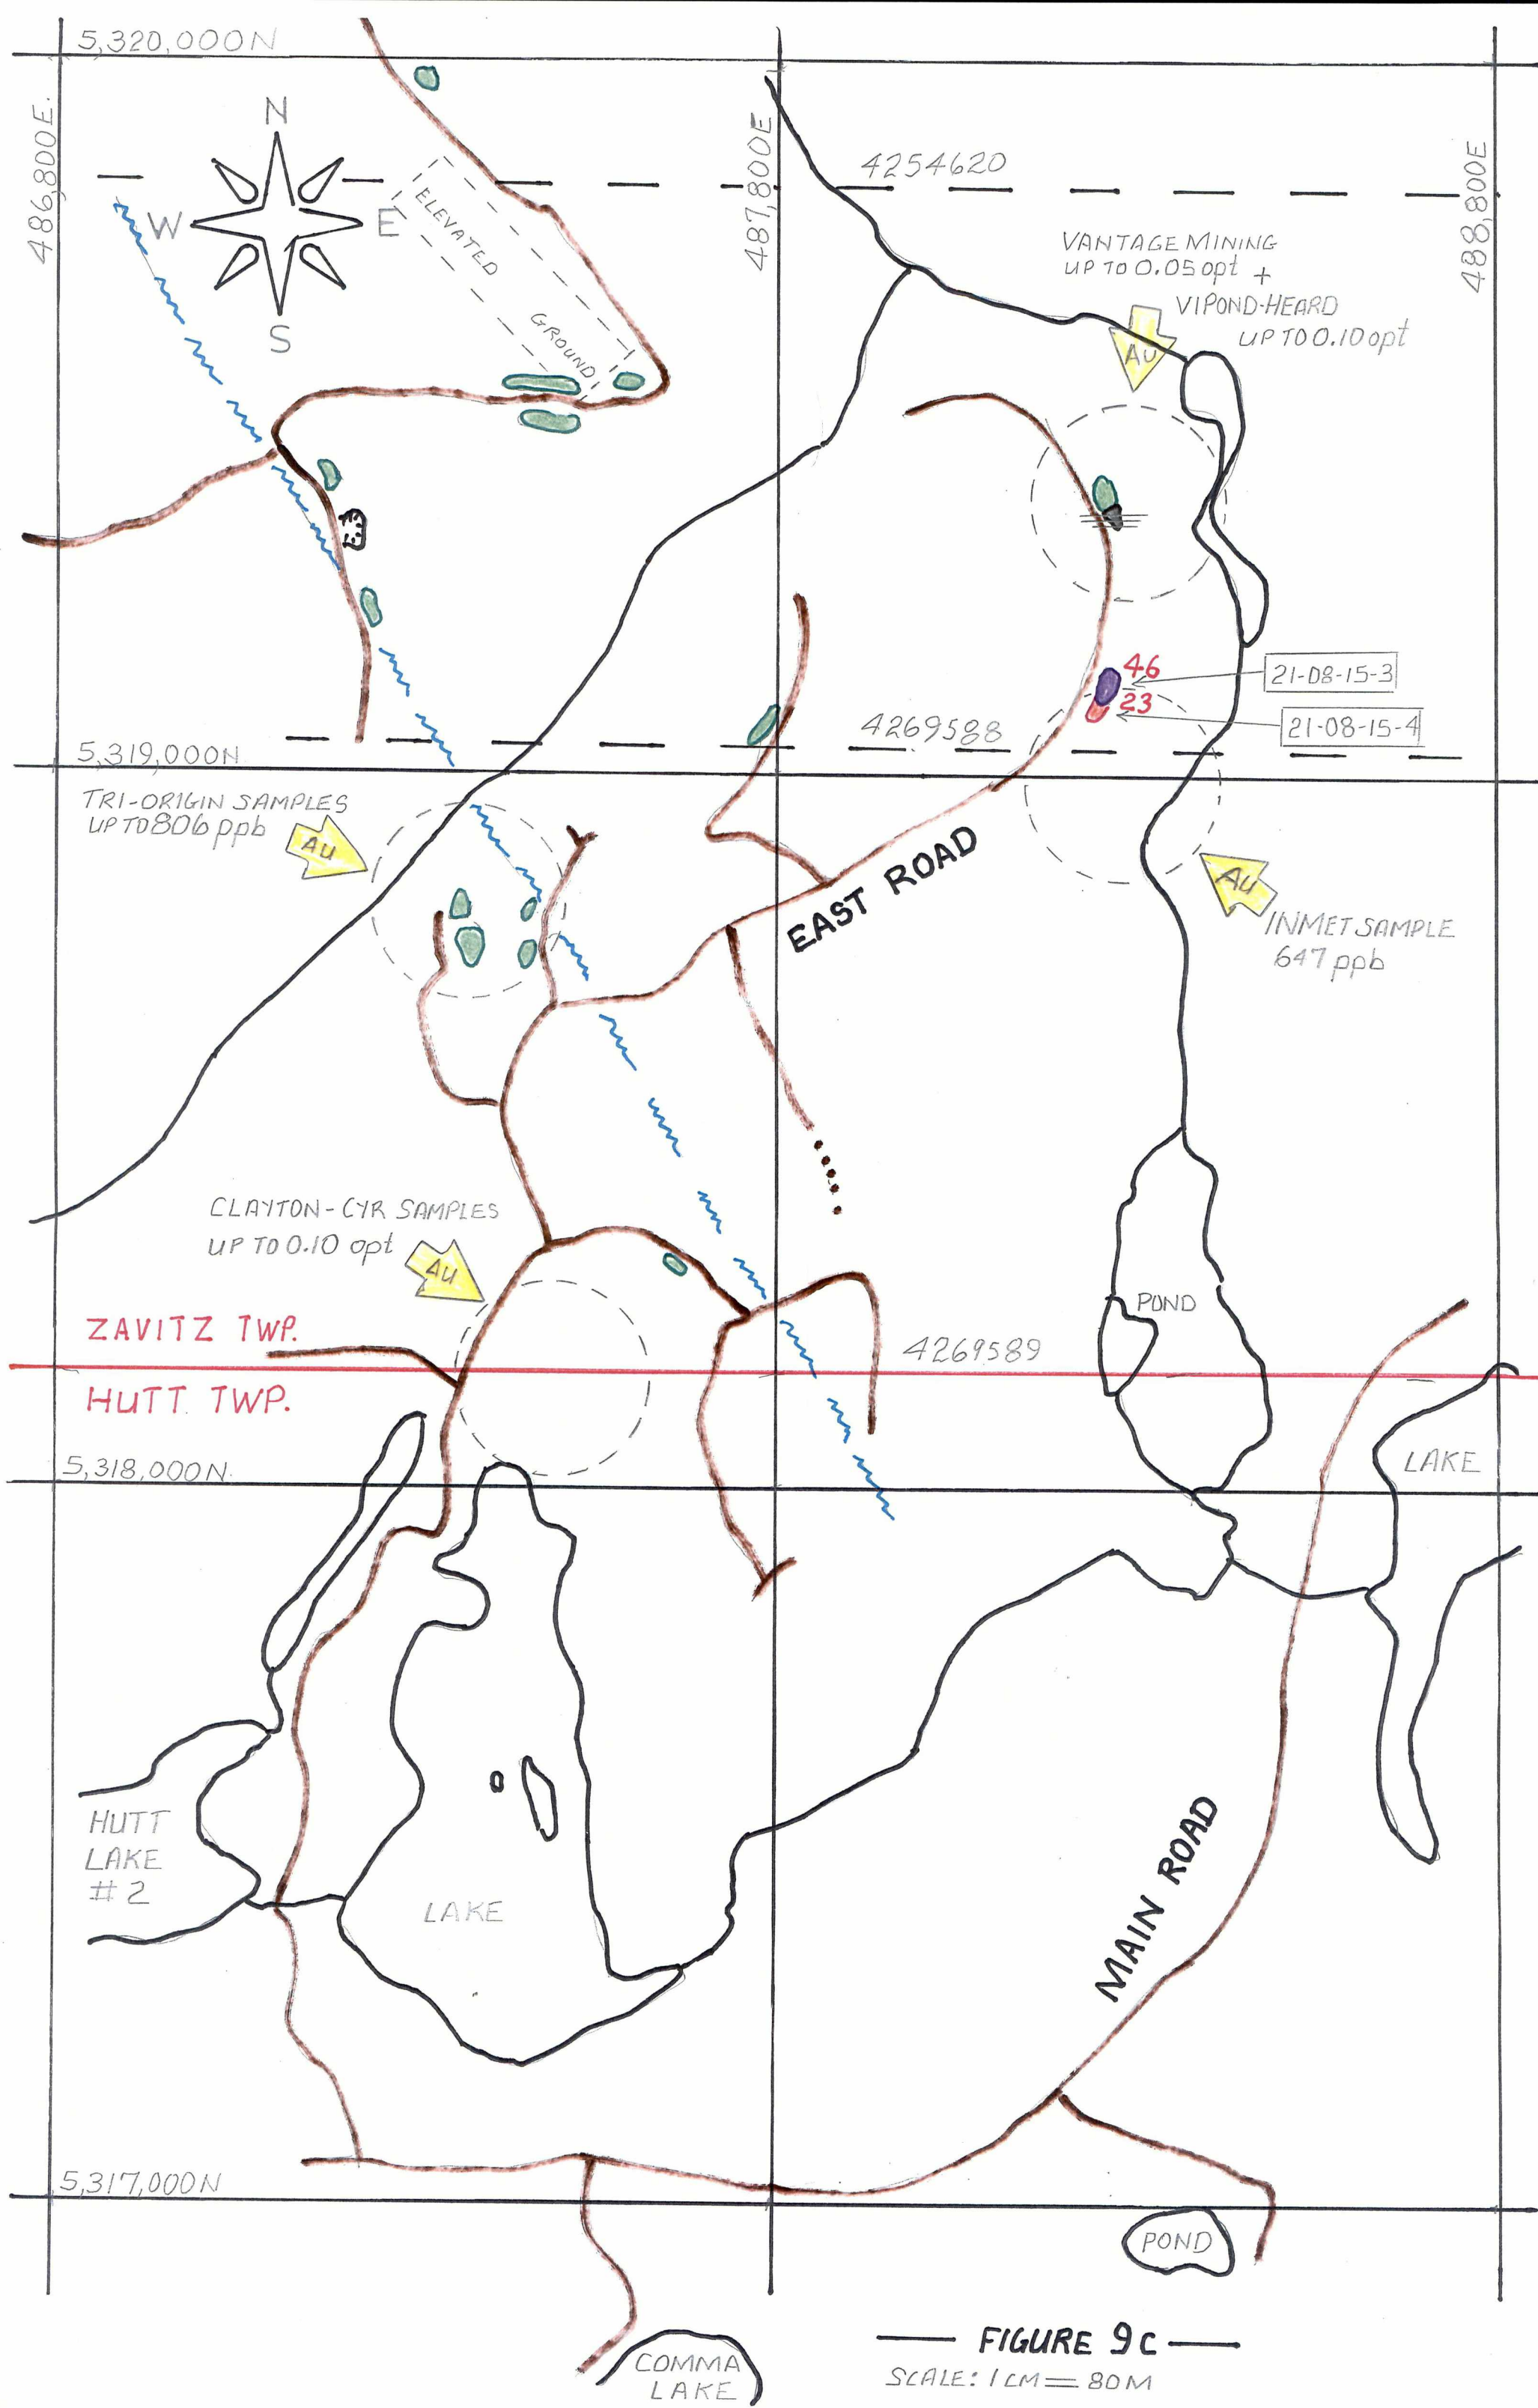 5,320,000N
486,800E.
487,800E
488,800E
N
W
E
S
4254620
ELEVATED
GROUND
VANTAGE MINING
UP TO 0.05 opt +
VIPOND-HEARD
UP TO 0.10 opt
Au
46
21-08-15-3
23
21-08-15-4
4269588
5,319,000N
TRI-ORIGIN SAMPLES
UP TO 806 ppb
Au
EAST ROAD
Au
INMET SAMPLE
647 ppb
CLAYTON-CYR SAMPLES
UP TO 0.10 opt
Au
POND
ZAVITZ TWP.
4269589
HUTT TWP.
5,318,000N.
LAKE
HUTT
LAKE
# 2
LAKE
MAIN ROAD
5,317,000N
POND
FIGURE 9C
SCALE: 1 CM = 80M
COMMA
LAKE